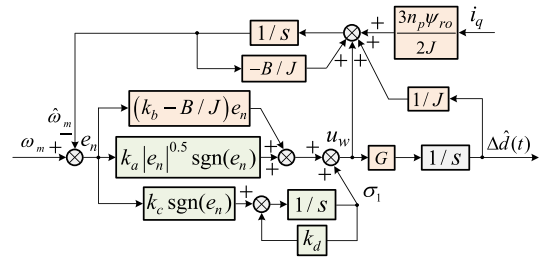 3n_pψ_ro / 2J
i_q
+
+
+
+
1/s
−B/J
1/J
ω̂_m
−
ω_m
+
e_n
(k_b − B/J)e_n
k_a|e_n|^0.5 sgn(e_n)
+
+
+
+
u_w
G
1/s
Δd̂(t)
k_c sgn(e_n)
+
+
1/s
σ_1
k_d